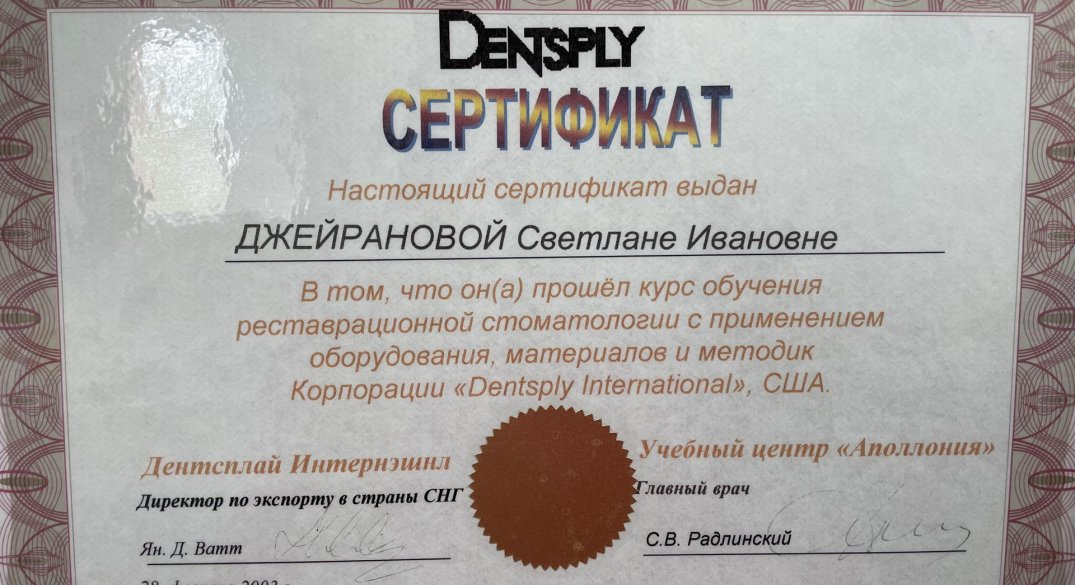 DENTSPLY
СЕРТИФИКАТ
Настоящий сертификат выдан
ДЖЕЙРАНОВОЙ Светлане Ивановне
В том, что он(а) прошёл курс обучения
реставрационной стоматологии с применением
оборудования, материалов и методик
Корпорации «Dentsply International», США.
Дентсплай Интернэшнл
Директор по экспорту в страны СНГ
Ян. Д. Ватт
Учебный центр «Аполлония»
Главный врач
С.В. Радлинский